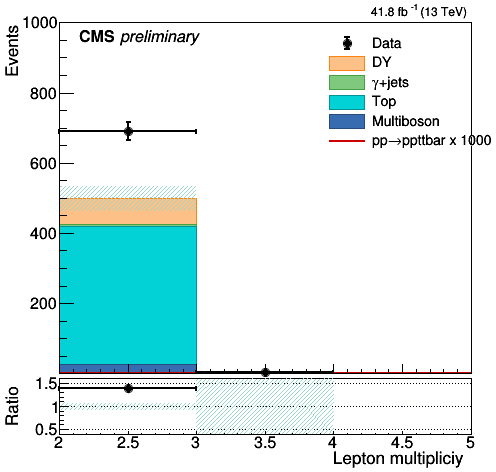 41.8 fb⁻¹ (13 TeV)
CMS preliminary
Events
1000
800
600
400
200
Data
DY
γ+jets
Top
Multiboson
pp→ppttbar x 1000
Ratio
1.5
1
0.5
2 2.5 3 3.5 4 4.5 5
Lepton multipliciy